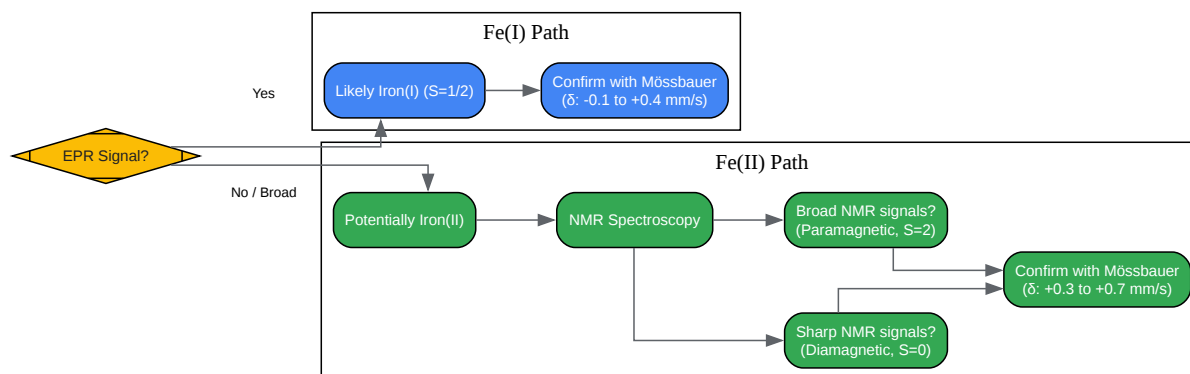 Fe(I) Path
Likely Iron(I) (S=1/2)
Confirm with Mössbauer
(δ: -0.1 to +0.4 mm/s)
Yes
EPR Signal?
No / Broad
Fe(II) Path
Potentially Iron(II)
NMR Spectroscopy
Broad NMR signals?
(Paramagnetic, S=2)
Confirm with Mössbauer
(δ: +0.3 to +0.7 mm/s)
Sharp NMR signals?
(Diamagnetic, S=0)